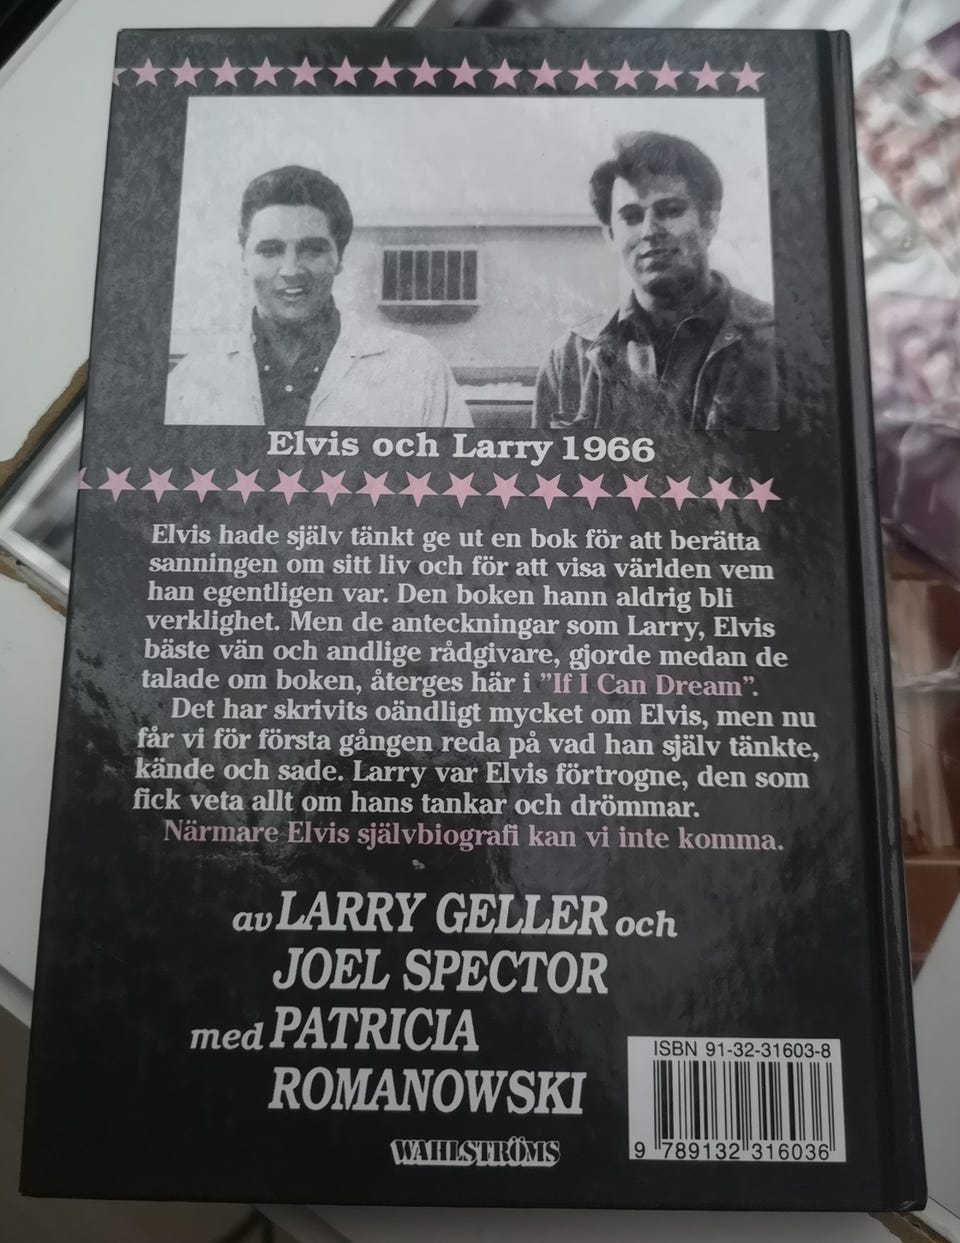 Elvis och Larry 1966
Elvis hade själv tänkt ge ut en bok för att berätta
sanningen om sitt liv och för att visa världen vem
han egentligen var. Den boken hann aldrig bli
verklighet. Men de anteckningar som Larry, Elvis
bäste vän och andlige rådgivare, gjorde medan de
talade om boken, återges här i ”If I Can Dream”.
Det har skrivits oändligt mycket om Elvis, men nu
får vi för första gången reda på vad han själv tänkte,
kände och sade. Larry var Elvis förtrogne, den som
fick veta allt om hans tankar och drömmar.
Närmare Elvis självbiografi kan vi inte komma.
av LARRY GELLER och
JOEL SPECTOR
med PATRICIA
ROMANOWSKI
WAHLSTRÖMS
ISBN 91-32-31603-8
9 789132 316036